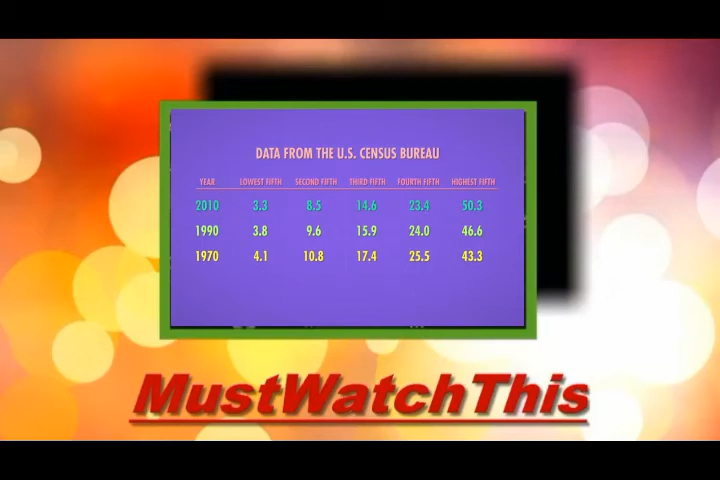 DATA FROM THE U.S. CENSUS BUREAU
YEAR LOWEST FIFTH SECOND FIFTH THIRD FIFTH FOURTH FIFTH HIGHEST FIFTH
2010 3.3 8.5 14.6 23.4 50.3
1990 3.8 9.6 15.9 24.0 46.6
1970 4.1 10.8 17.4 25.5 43.3
MustWatchThis